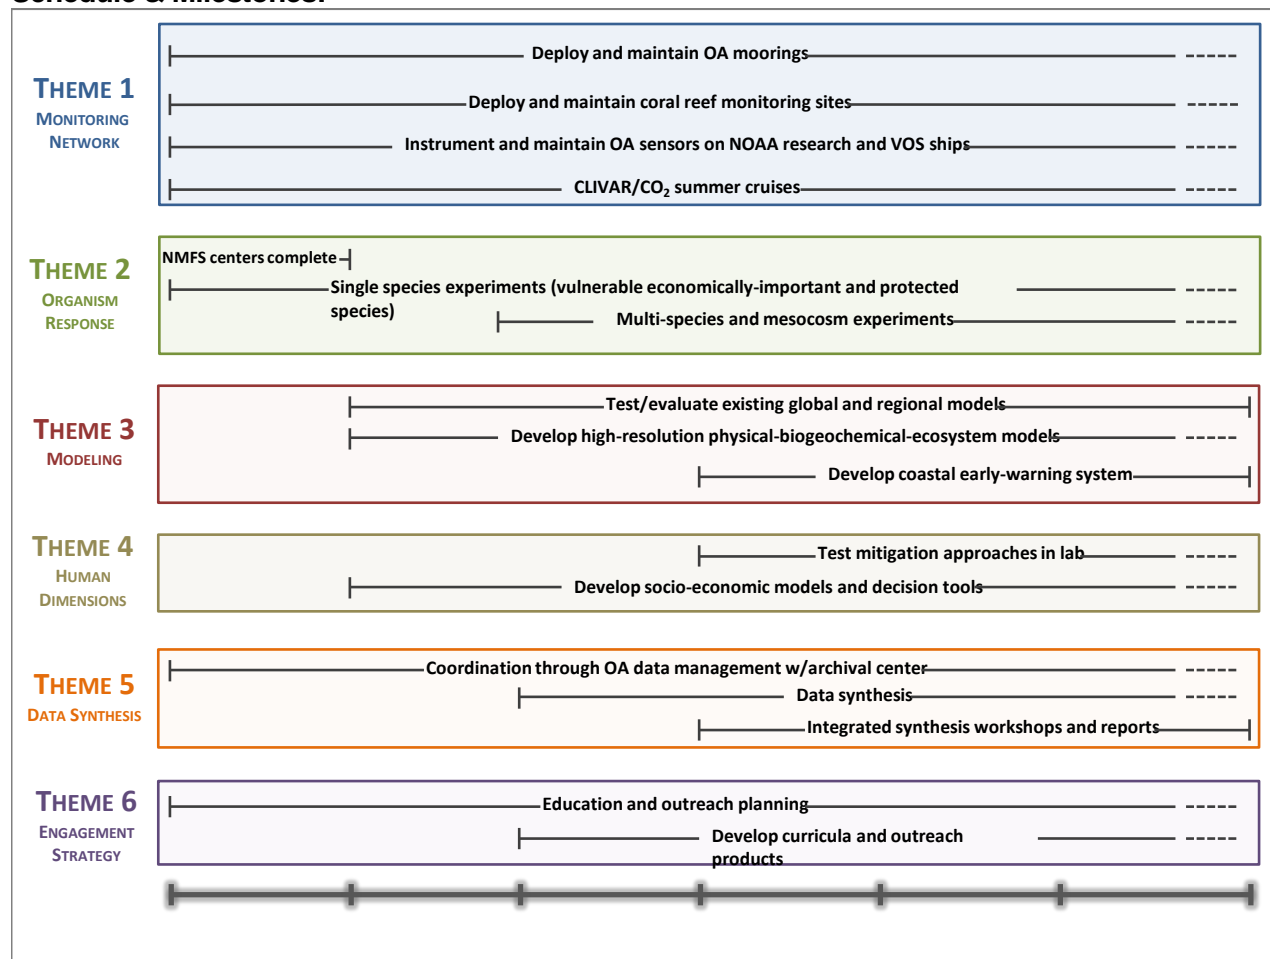 Schedule & Milestones:
THEME 1
MONITORING
NETWORK
Deploy and maintain OA moorings
Deploy and maintain coral reef monitoring sites
Instrument and maintain OA sensors on NOAA research and VOS ships
CLIVAR/CO₂ summer cruises
THEME 2
ORGANISM
RESPONSE
NMFS centers complete
Single species experiments (vulnerable economically-important and protected
species)
Multi-species and mesocosm experiments
THEME 3
MODELING
Test/evaluate existing global and regional models
Develop high-resolution physical-biogeochemical-ecosystem models
Develop coastal early-warning system
THEME 4
HUMAN
DIMENSIONS
Test mitigation approaches in lab
Develop socio-economic models and decision tools
THEME 5
DATA SYNTHESIS
Coordination through OA data management w/archival center
Data synthesis
Integrated synthesis workshops and reports
THEME 6
ENGAGEMENT
STRATEGY
Education and outreach planning
Develop curricula and outreach
products